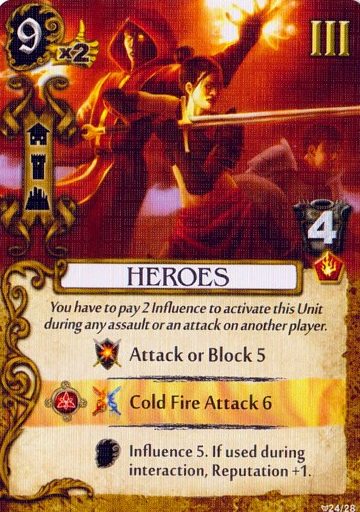 9
x2
III
4
HEROES
You have to pay 2 Influence to activate this Unit
during any assault or an attack on another player.
Attack or Block 5
Cold Fire Attack 6
Influence 5. If used during
interaction, Reputation +1.
24/28